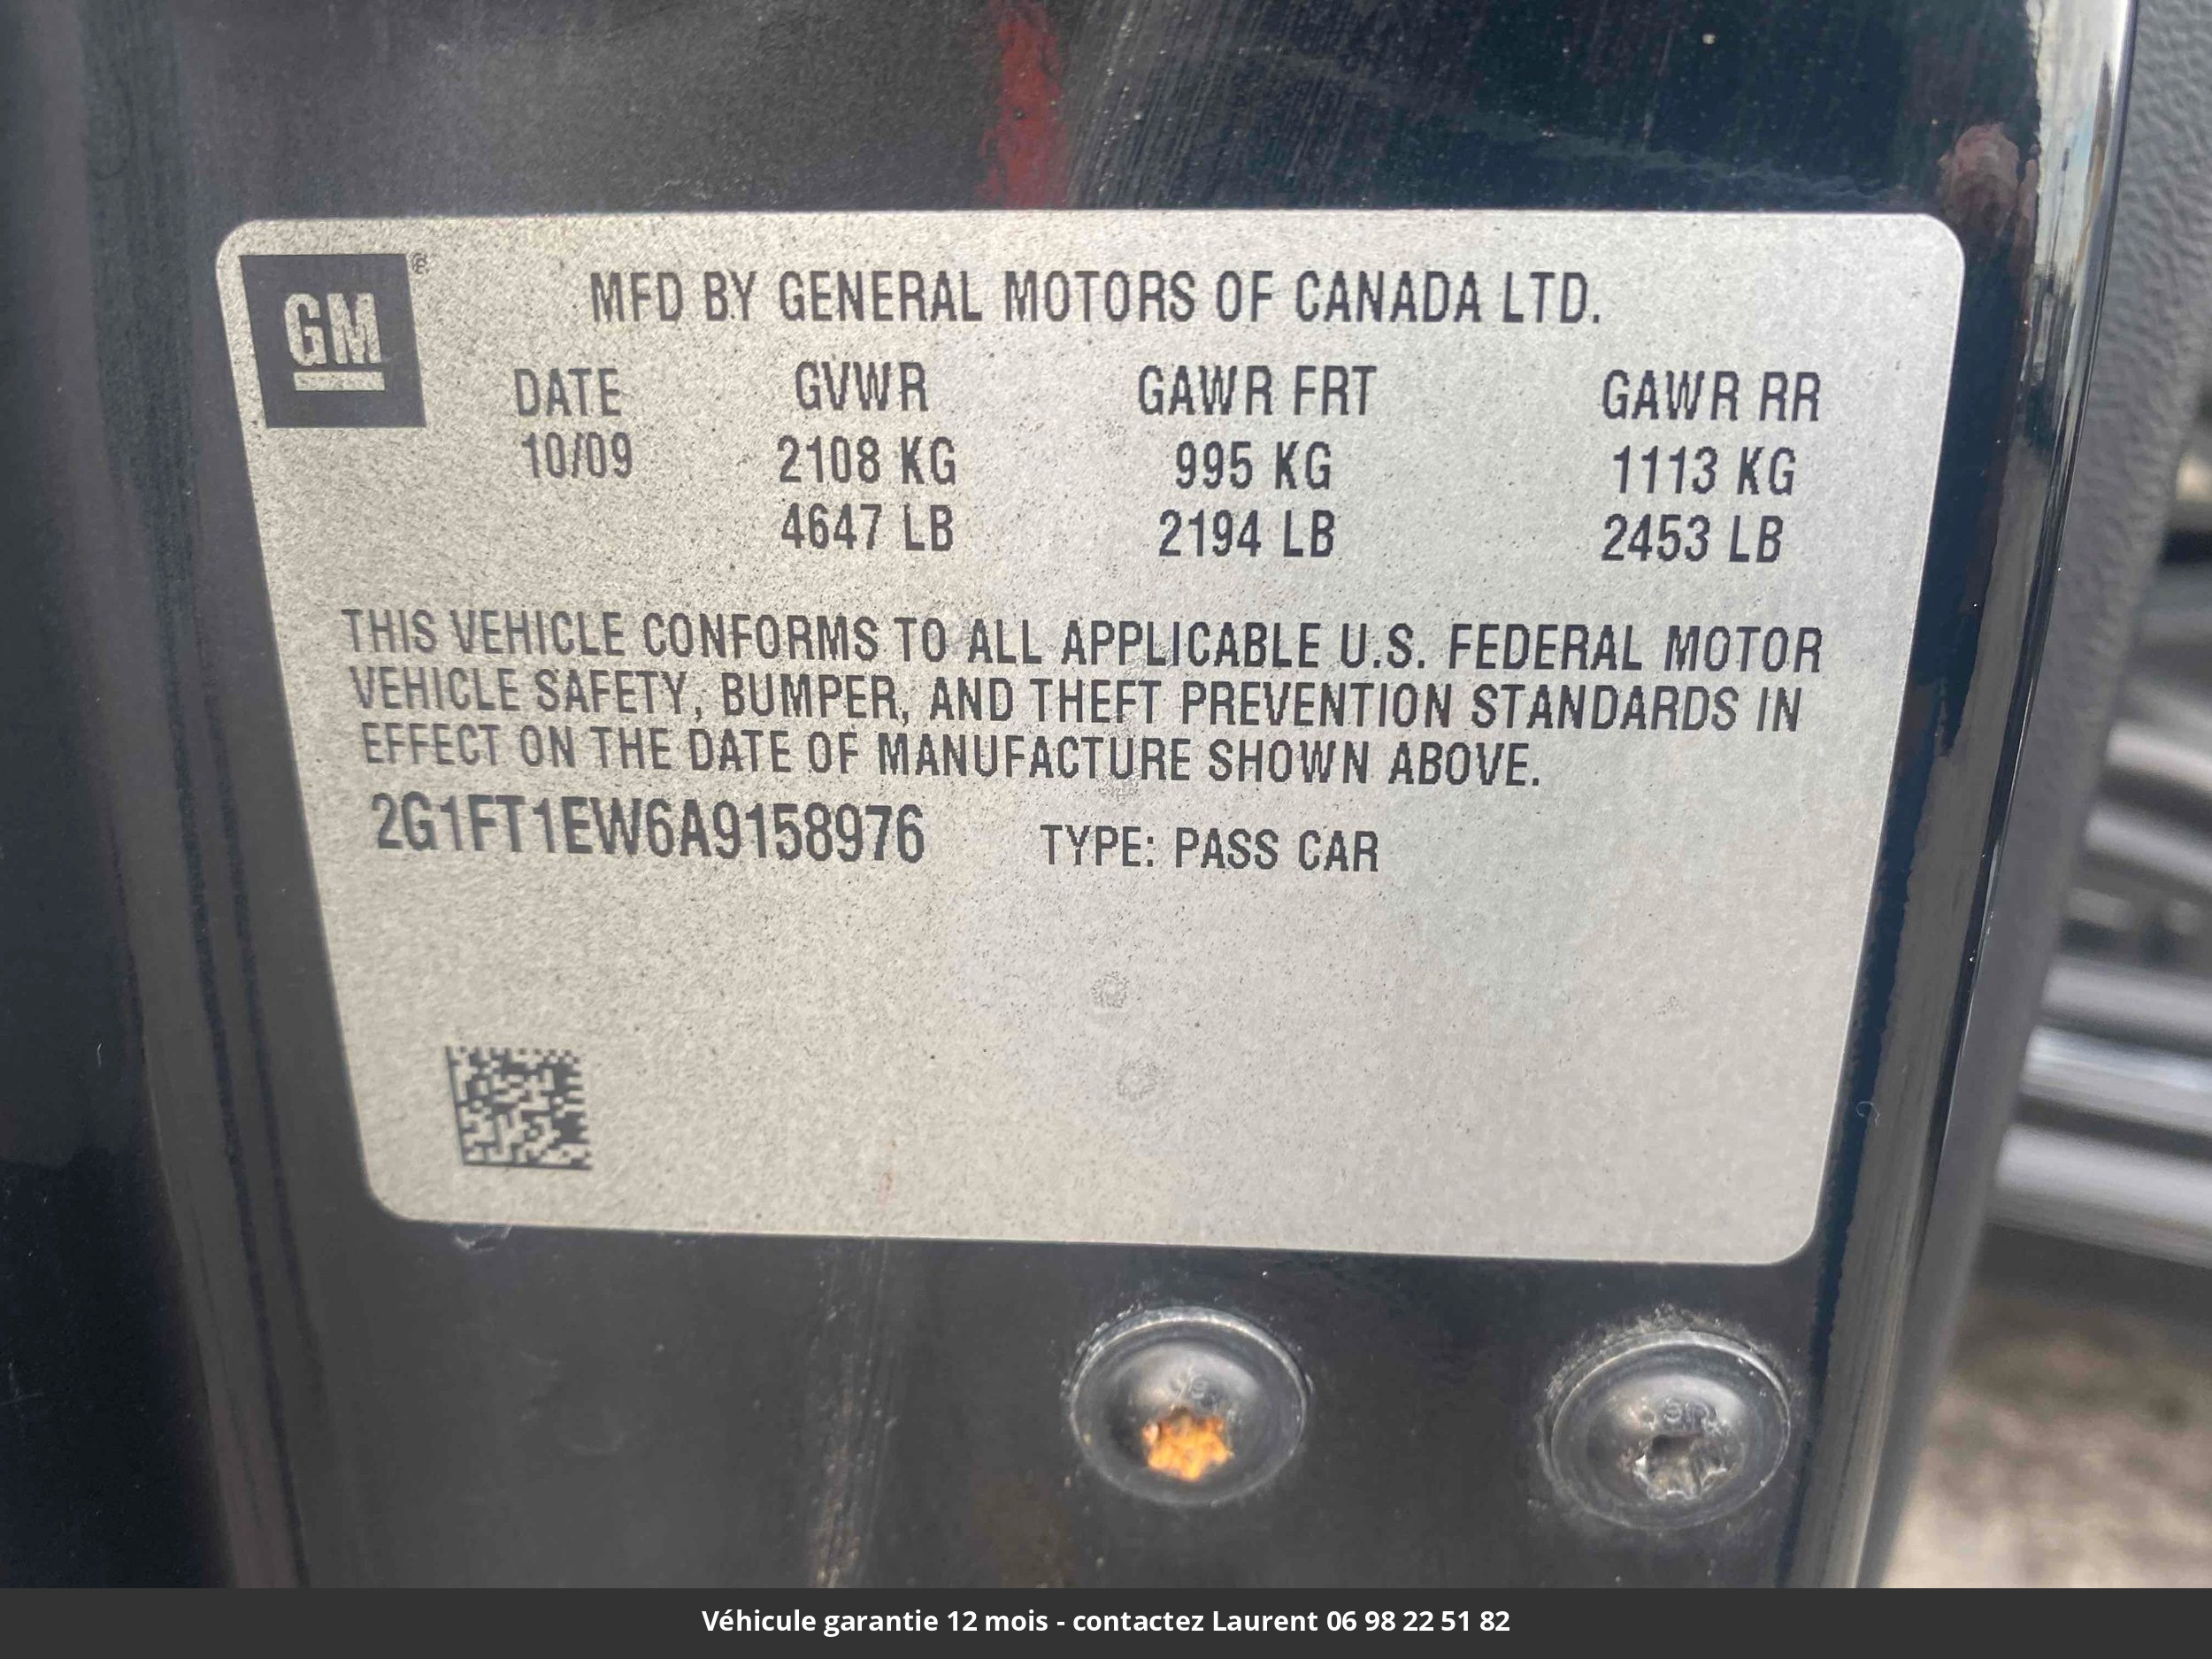 GM ®
MFD BY GENERAL MOTORS OF CANADA LTD.
DATE GVWR GAWR FRT GAWR RR
10/09 2108 KG 995 KG 1113 KG
4647 LB 2194 LB 2453 LB
THIS VEHICLE CONFORMS TO ALL APPLICABLE U.S. FEDERAL MOTOR
VEHICLE SAFETY, BUMPER, AND THEFT PREVENTION STANDARDS IN
EFFECT ON THE DATE OF MANUFACTURE SHOWN ABOVE.
2G1FT1EW6A9158976 TYPE: PASS CAR
Véhicule garantie 12 mois - contactez Laurent 06 98 22 51 82